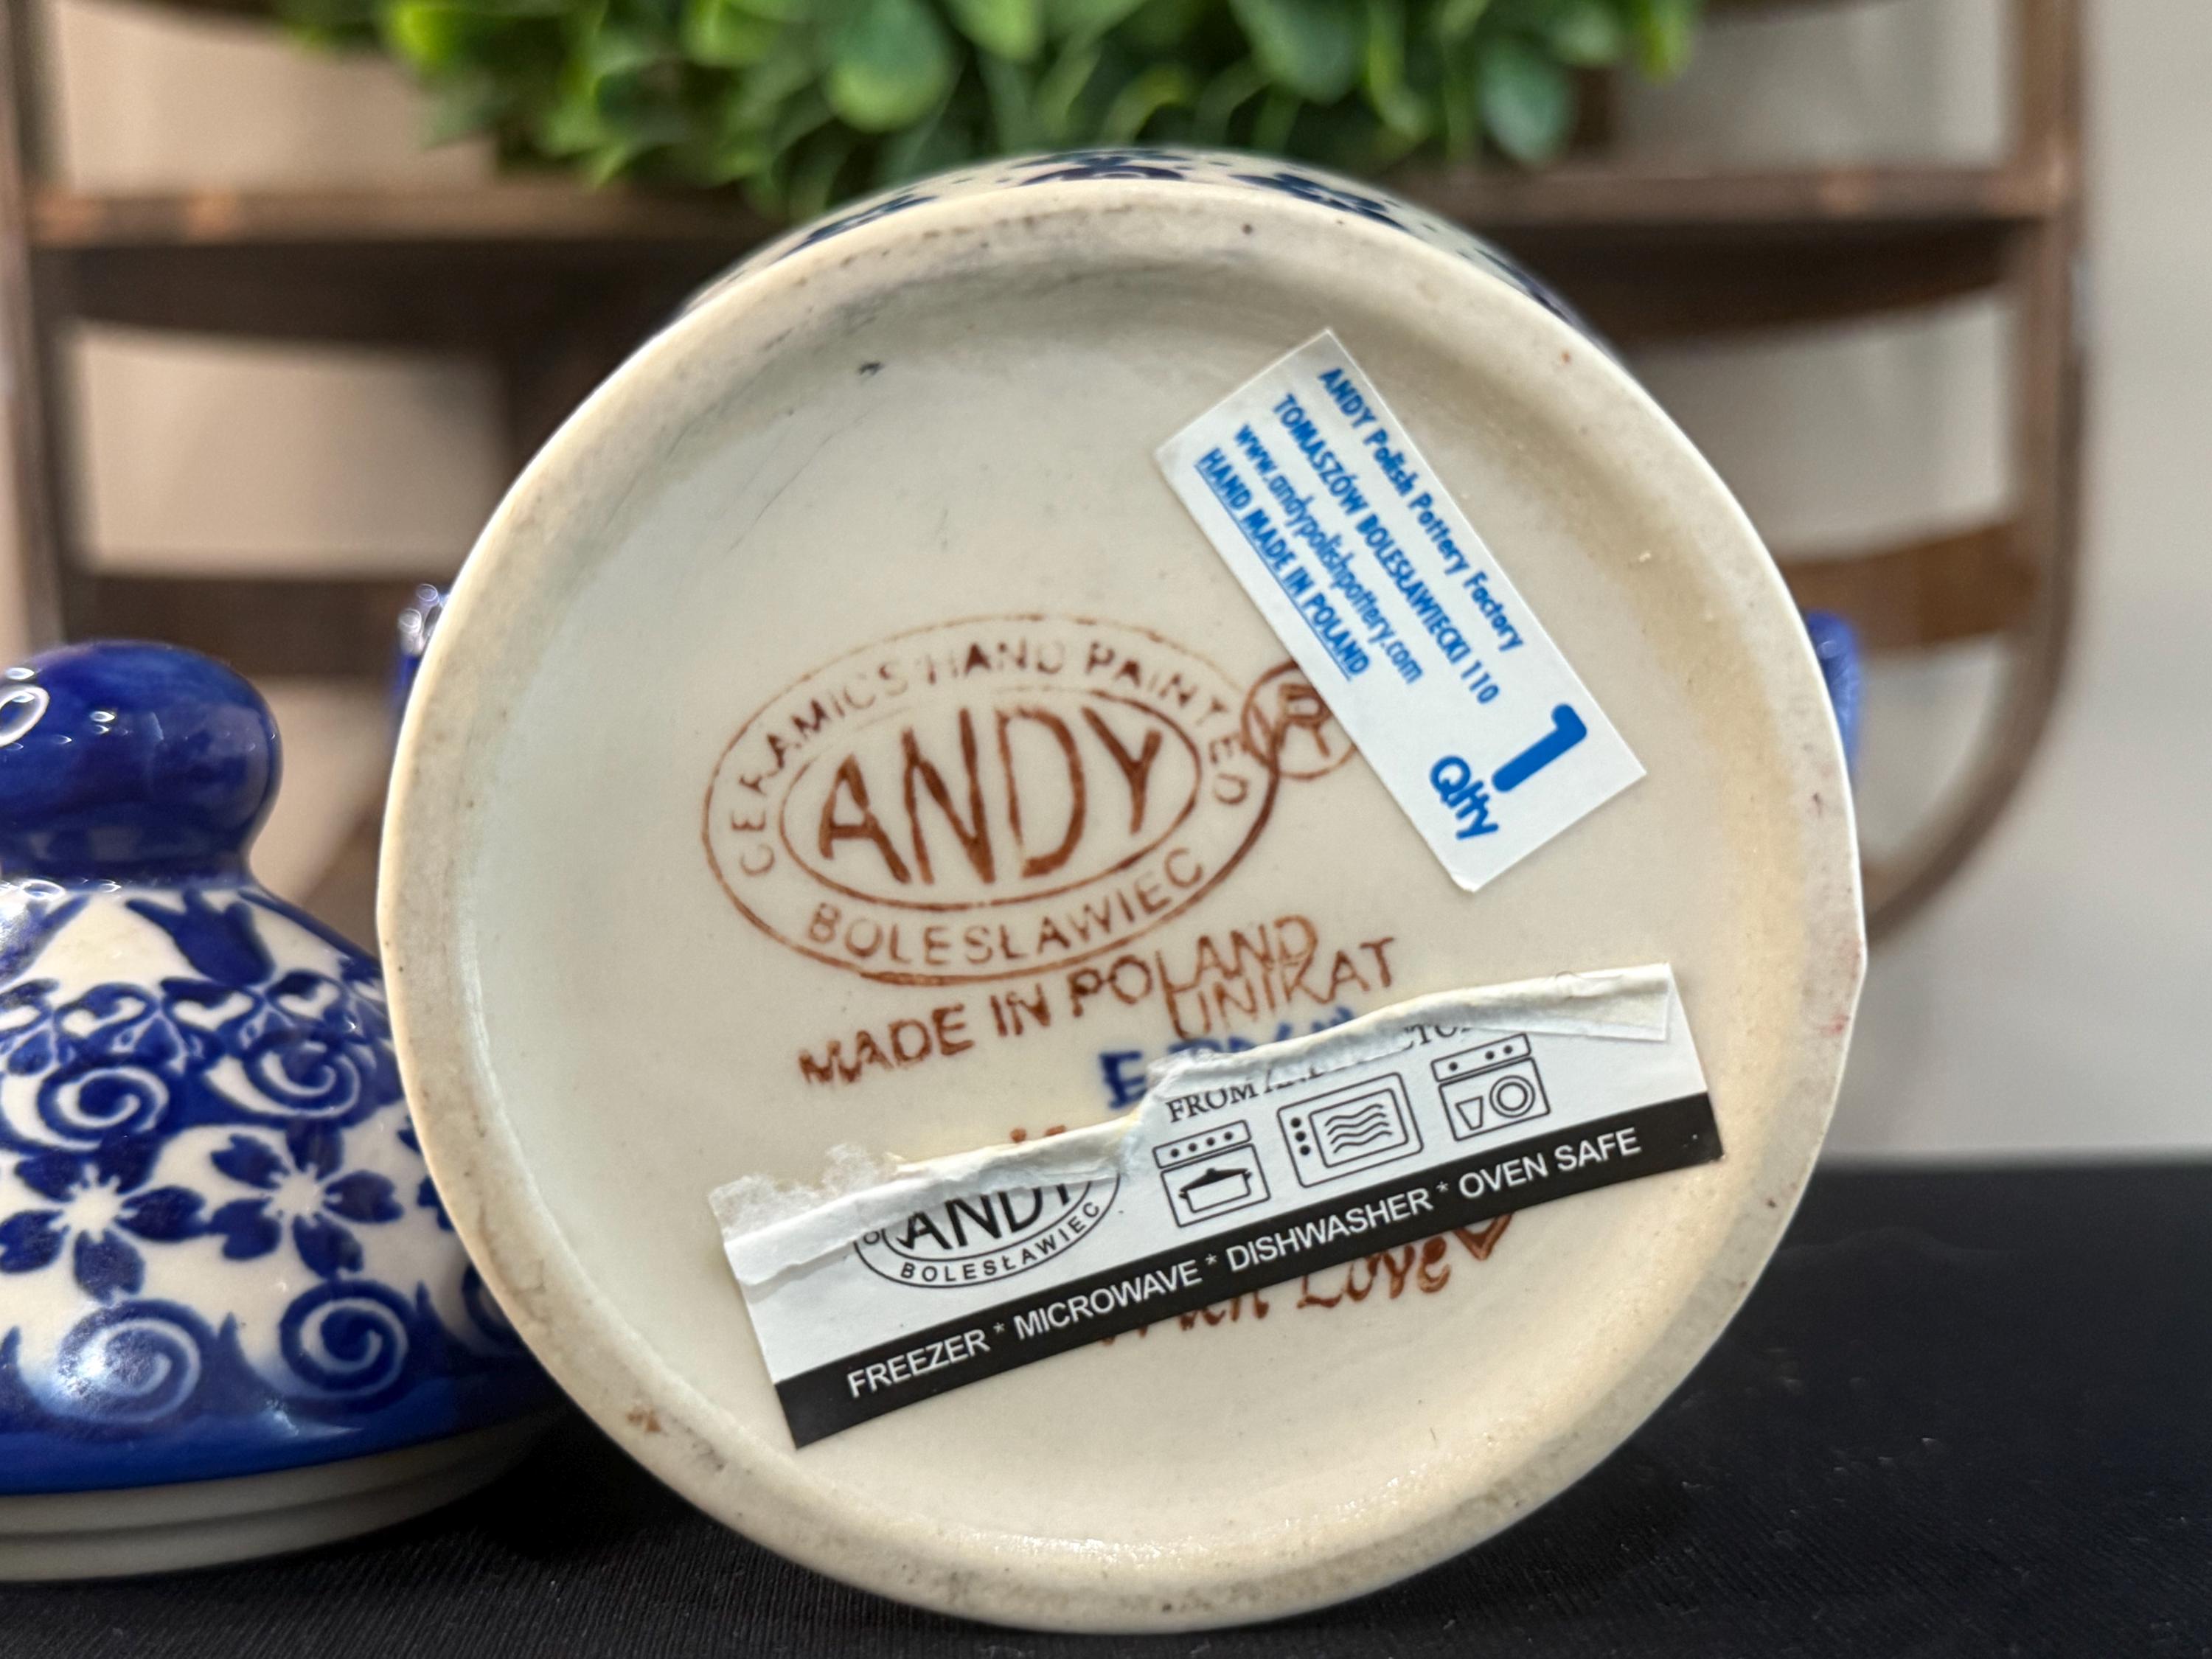 ANDY Polish Pottery Factory
TOMASZÓW BOLESŁAWIECKI 110
www.andypolishpottery.com
HAND MADE IN POLAND
1
Qlty
CERAMICS HAND PAINTED
R
ANDY
BOLESŁAWIEC
MADE IN POLAND
UNIKAT
FROM
ANDY
BOLESŁAWIEC
FREEZER * MICROWAVE * DISHWASHER * OVEN SAFE
Love